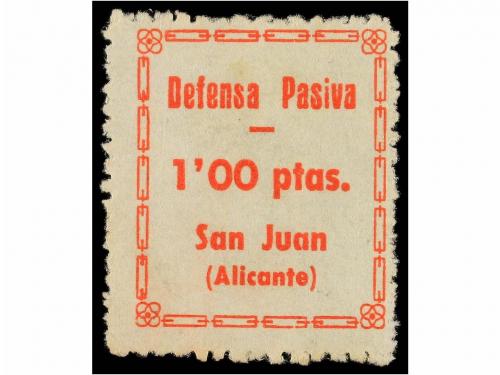 Defensa Pasiva
—
1'00 ptas.
San Juan
(Alicante)